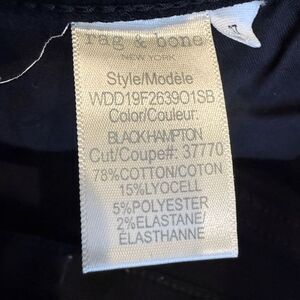 rag & bone
NEW YORK
Style/Modéle
WDD19F2639O1SB
Color/Couleur:
BLACKHAMPTON
Cut/Coupe#: 37770
78%COTTON/COTON
15%LYOCELL
5%POLYESTER
2%ELASTANE/
ELASTHANNE